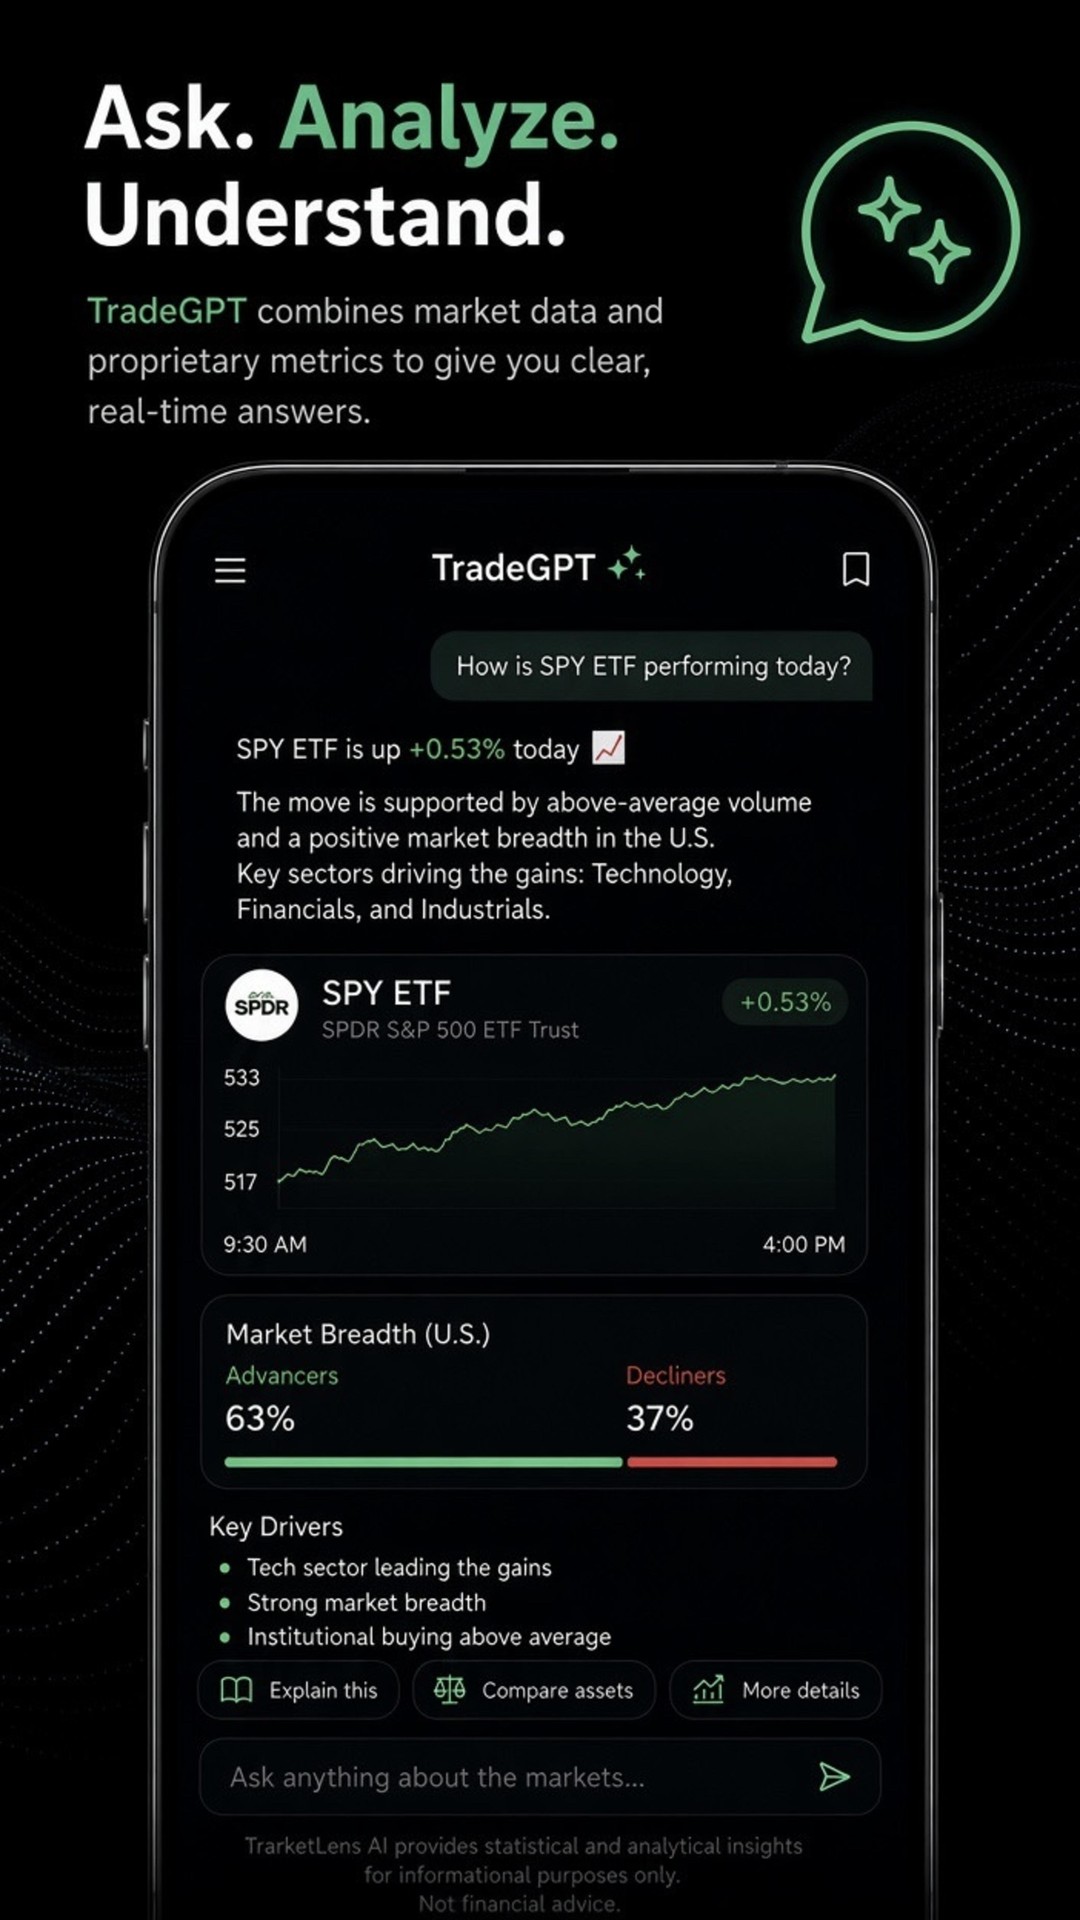 Ask. Analyze.
Understand.
TradeGPT combines market data and
proprietary metrics to give you clear,
real-time answers.
TradeGPT
How is SPY ETF performing today?
SPY ETF is up +0.53% today
The move is supported by above-average volume
and a positive market breadth in the U.S.
Key sectors driving the gains: Technology,
Financials, and Industrials.
SPDR
SPY ETF
+0.53%
SPDR S&P 500 ETF Trust
533
525
517
9:30 AM
4:00 PM
Market Breadth (U.S.)
Advancers
Decliners
63%
37%
Key Drivers
Tech sector leading the gains
Strong market breadth
Institutional buying above average
Explain this
Compare assets
More details
Ask anything about the markets...
TrarketLens AI provides statistical and analytical insights
for informational purposes only.
Not financial advice.